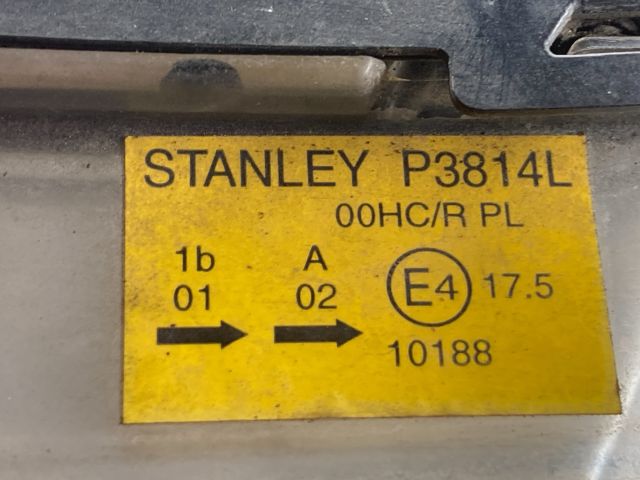 STANLEY P3814L
00HC/R PL
1b A E4 17.5
01 02
10188